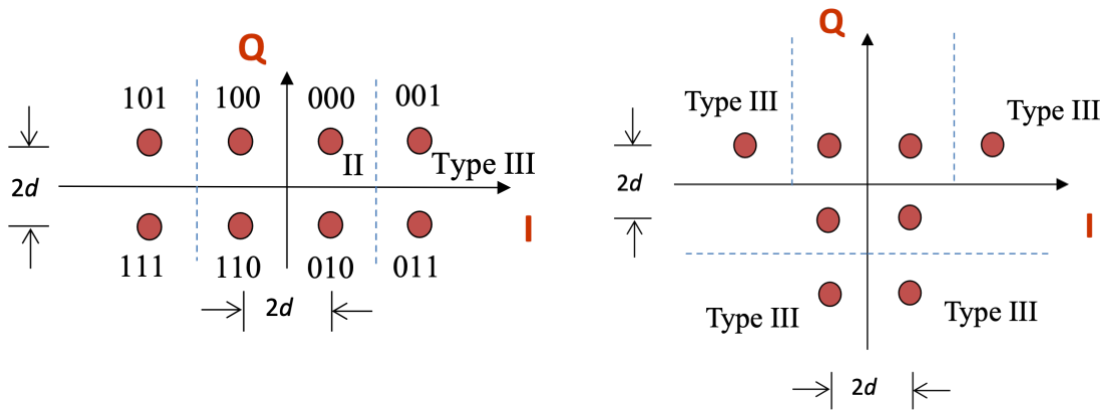 Q
101 100 000 001
II Type III
2d
I
111 110 010 011
2d
Q
Type III
Type III
2d
I
Type III
Type III
2d